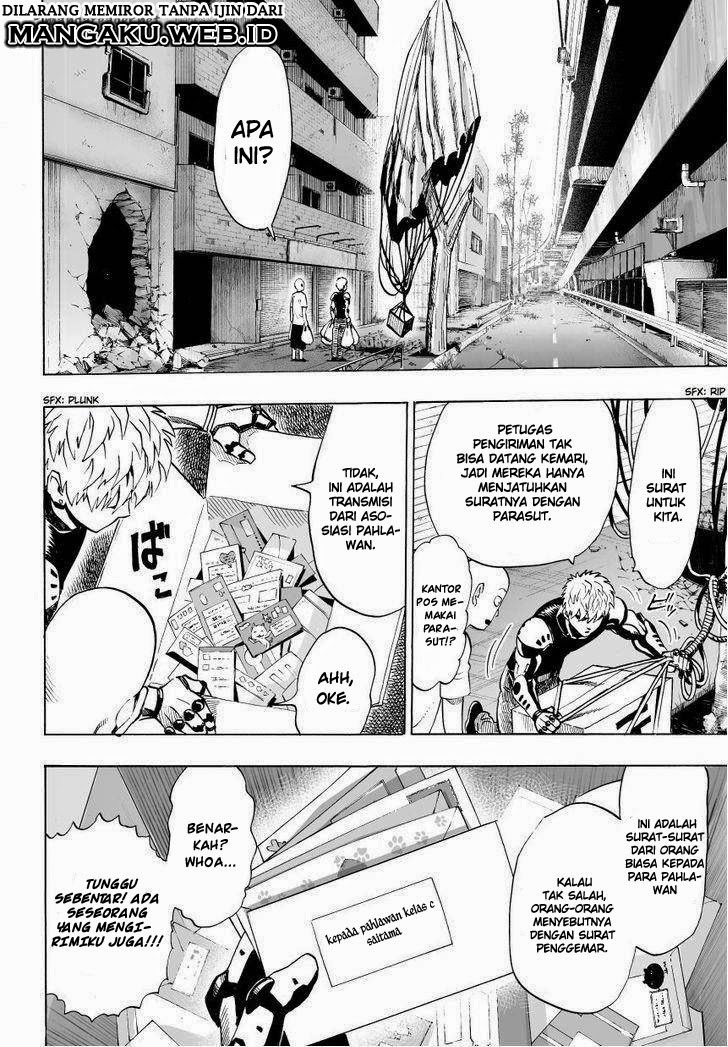 DILARANG MEMIROR TANPA IJIN DARI
MANGAKU.WEB.ID
APA
INI?
SFX: RIP
INI
SURAT
UNTUK
KITA.
PETUGAS
PENGIRIMAN TAK
BISA DATANG KEMARI,
JADI MEREKA HANYA
MENJATUHKAN
SURATNYA DENGAN
PARASUT.
KANTOR
POS ME-
MAKAI
PARA-
SUT!?
SFX: PLUNK
TIDAK,
INI ADALAH
TRANSMISI
DARI ASO-
SIASI PAHLA-
WAN.
ばこ
AHH,
OKE.
INI ADALAH
SURAT-SURAT
DARI ORANG
BIASA KEPADA
PARA PAHLA-
WAN
KALAU
TAK SALAH,
ORANG-ORANG
MENYEBUTNYA
DENGAN SURAT
PENGGEMAR.
kepada pahlawan kelas c
saitama
BENAR-
KAH?
WHOA...
TUNGGU
SEBENTAR! ADA
SESEORANG
YANG MENGI-
RIMIKU JUGA!!!